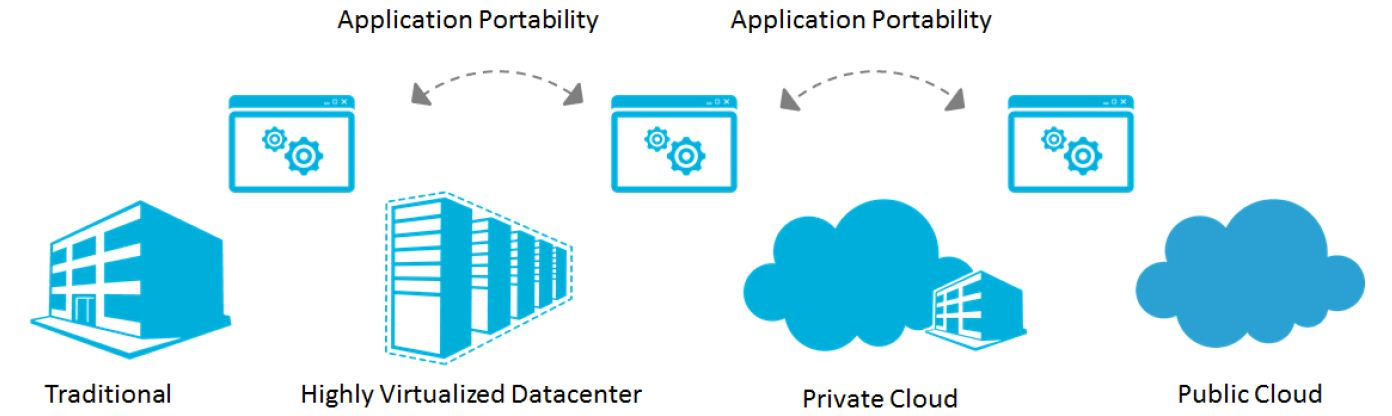 Application Portability
Application Portability
Traditional
Highly Virtualized Datacenter
Private Cloud
Public Cloud